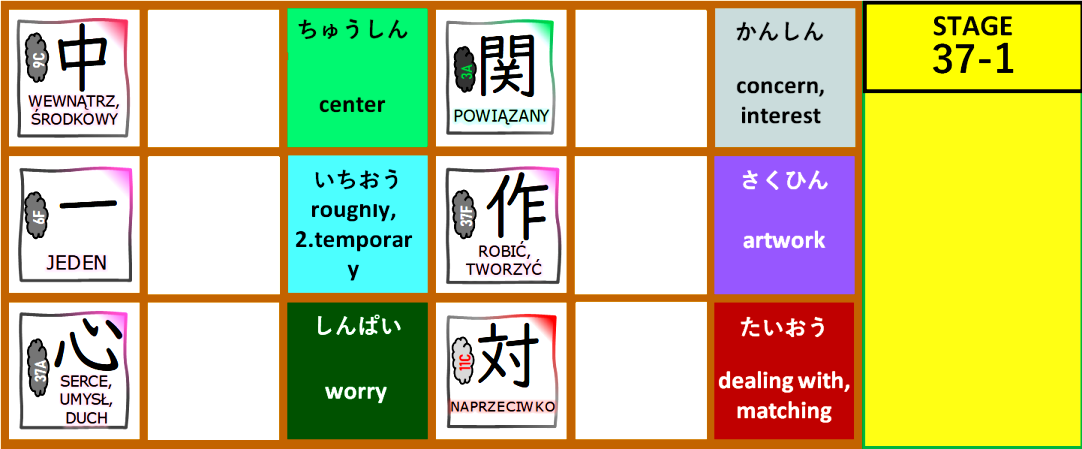 9C
中
WEWNĄTRZ,
ŚRODKOWY
ちゅうしん
center
3A
関
POWIĄZANY
かんしん
concern,
interest
STAGE
37-1
6F
一
JEDEN
いちおう
roughly,
2.temporar
y
37F
作
ROBIĆ,
TWORZYĆ
さくひん
artwork
37A
心
SERCE,
UMYSŁ,
DUCH
しんぱい
worry
11C
対
NAPRZECIWKO
たいおう
dealing with,
matching